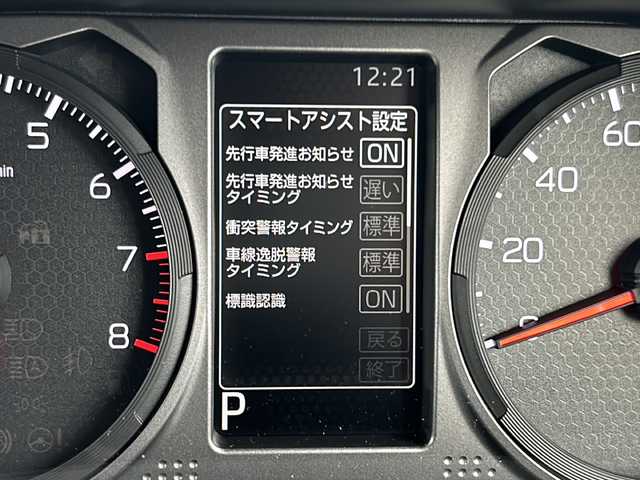 12:21
スマートアシスト設定
先行車発進お知らせ ON
先行車発進お知らせ
タイミング 遅い
衝突警報タイミング 標準
車線逸脱警報
タイミング 標準
標識認識 ON
戻る
終了
P
5
6
7
8
60
40
20